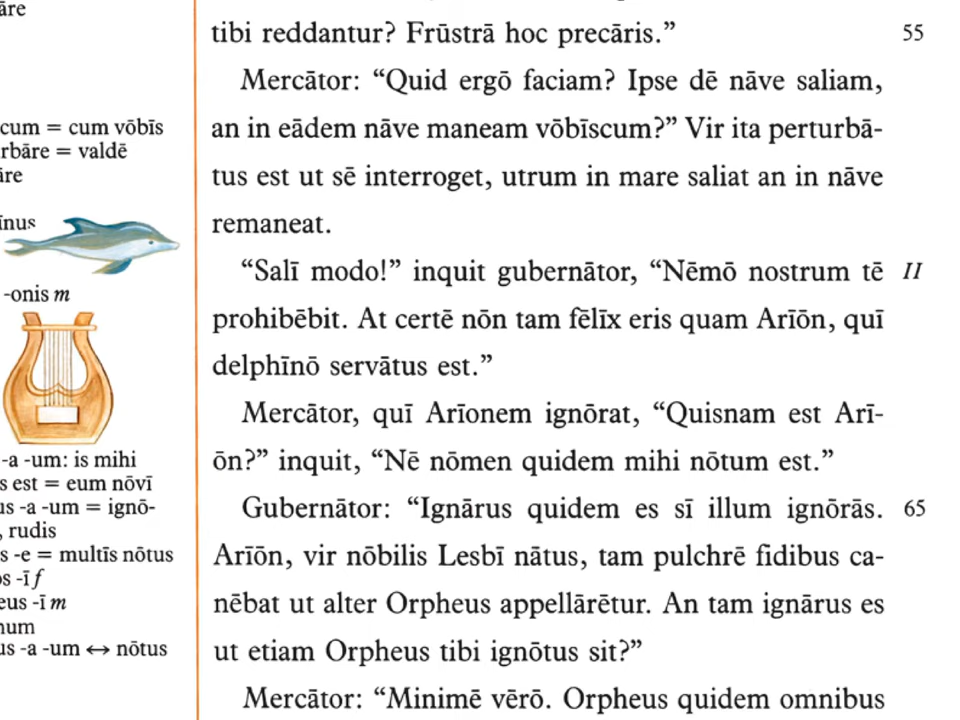 āre
cum = cum vōbīs
rbāre = valdē
āre
īnus
-onis m
-a -um: is mihi
s est = eum nōvī
us -a -um = ignō-
, rudis
s -e = multīs nōtus
os -ī f
eus -ī m
num
us -a -um ↔ nōtus
tibi reddantur? Frūstrā hoc precāris.” 55
Mercātor: “Quid ergō faciam? Ipse dē nāve saliam,
an in eādem nāve maneam vōbīscum?” Vir ita perturbā-
tus est ut sē interroget, utrum in mare saliat an in nāve
remaneat.
“Salī modo!” inquit gubernātor, “Nēmō nostrum tē II
prohibēbit. At certē nōn tam fēlīx eris quam Arīōn, quī
delphīnō servātus est.”
Mercātor, quī Arīonem ignōrat, “Quisnam est Arī-
ōn?” inquit, “Nē nōmen quidem mihi nōtum est.”
Gubernātor: “Ignārus quidem es sī illum ignōrās. 65
Arīōn, vir nōbilis Lesbī nātus, tam pulchrē fidibus ca-
nēbat ut alter Orpheus appellārētur. An tam ignārus es
ut etiam Orpheus tibi ignōtus sit?”
Mercātor: “Minimē vērō. Orpheus quidem omnibus